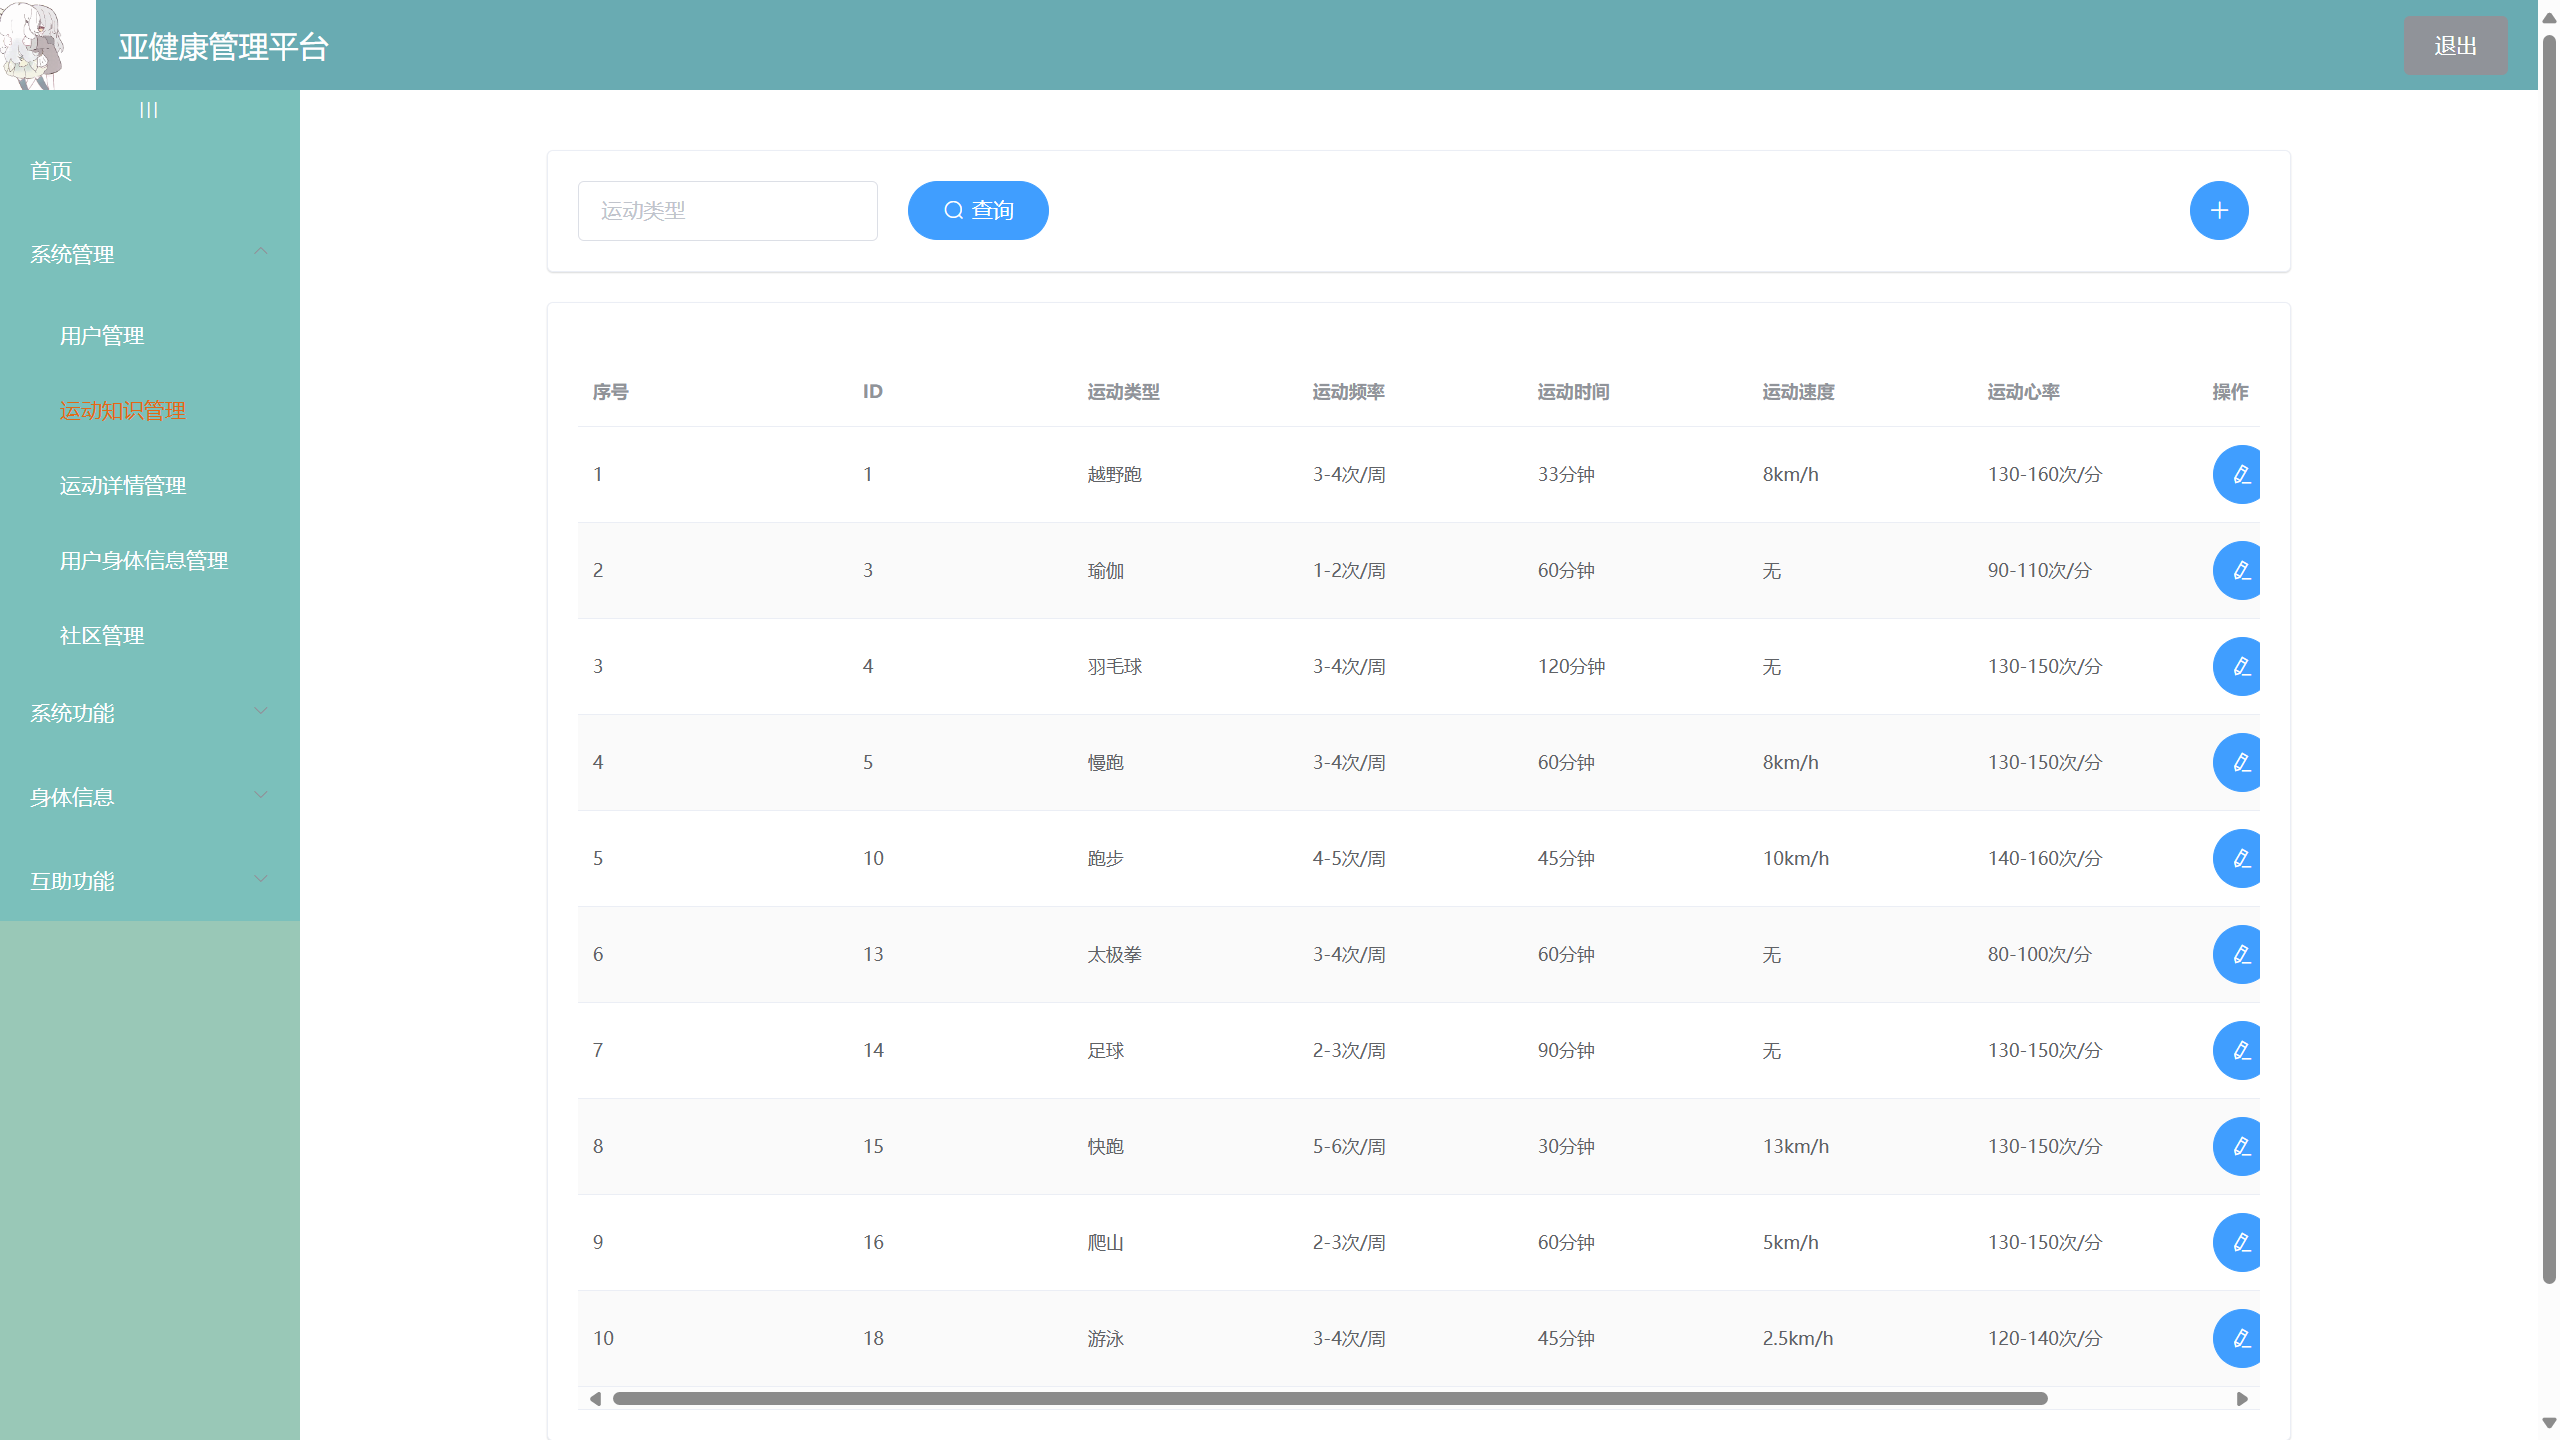 亚健康管理平台
退出
首页
系统管理
用户管理
运动知识管理
运动详情管理
用户身体信息管理
社区管理
系统功能
身体信息
互助功能
运动类型 查询
序号 ID 运动类型 运动频率 运动时间 运动速度 运动心率 操作
1 1 越野跑 3-4次/周 33分钟 8km/h 130-160次/分
2 3 瑜伽 1-2次/周 60分钟 无 90-110次/分
3 4 羽毛球 3-4次/周 120分钟 无 130-150次/分
4 5 慢跑 3-4次/周 60分钟 8km/h 130-150次/分
5 10 跑步 4-5次/周 45分钟 10km/h 140-160次/分
6 13 太极拳 3-4次/周 60分钟 无 80-100次/分
7 14 足球 2-3次/周 90分钟 无 130-150次/分
8 15 快跑 5-6次/周 30分钟 13km/h 130-150次/分
9 16 爬山 2-3次/周 60分钟 5km/h 130-150次/分
10 18 游泳 3-4次/周 45分钟 2.5km/h 120-140次/分